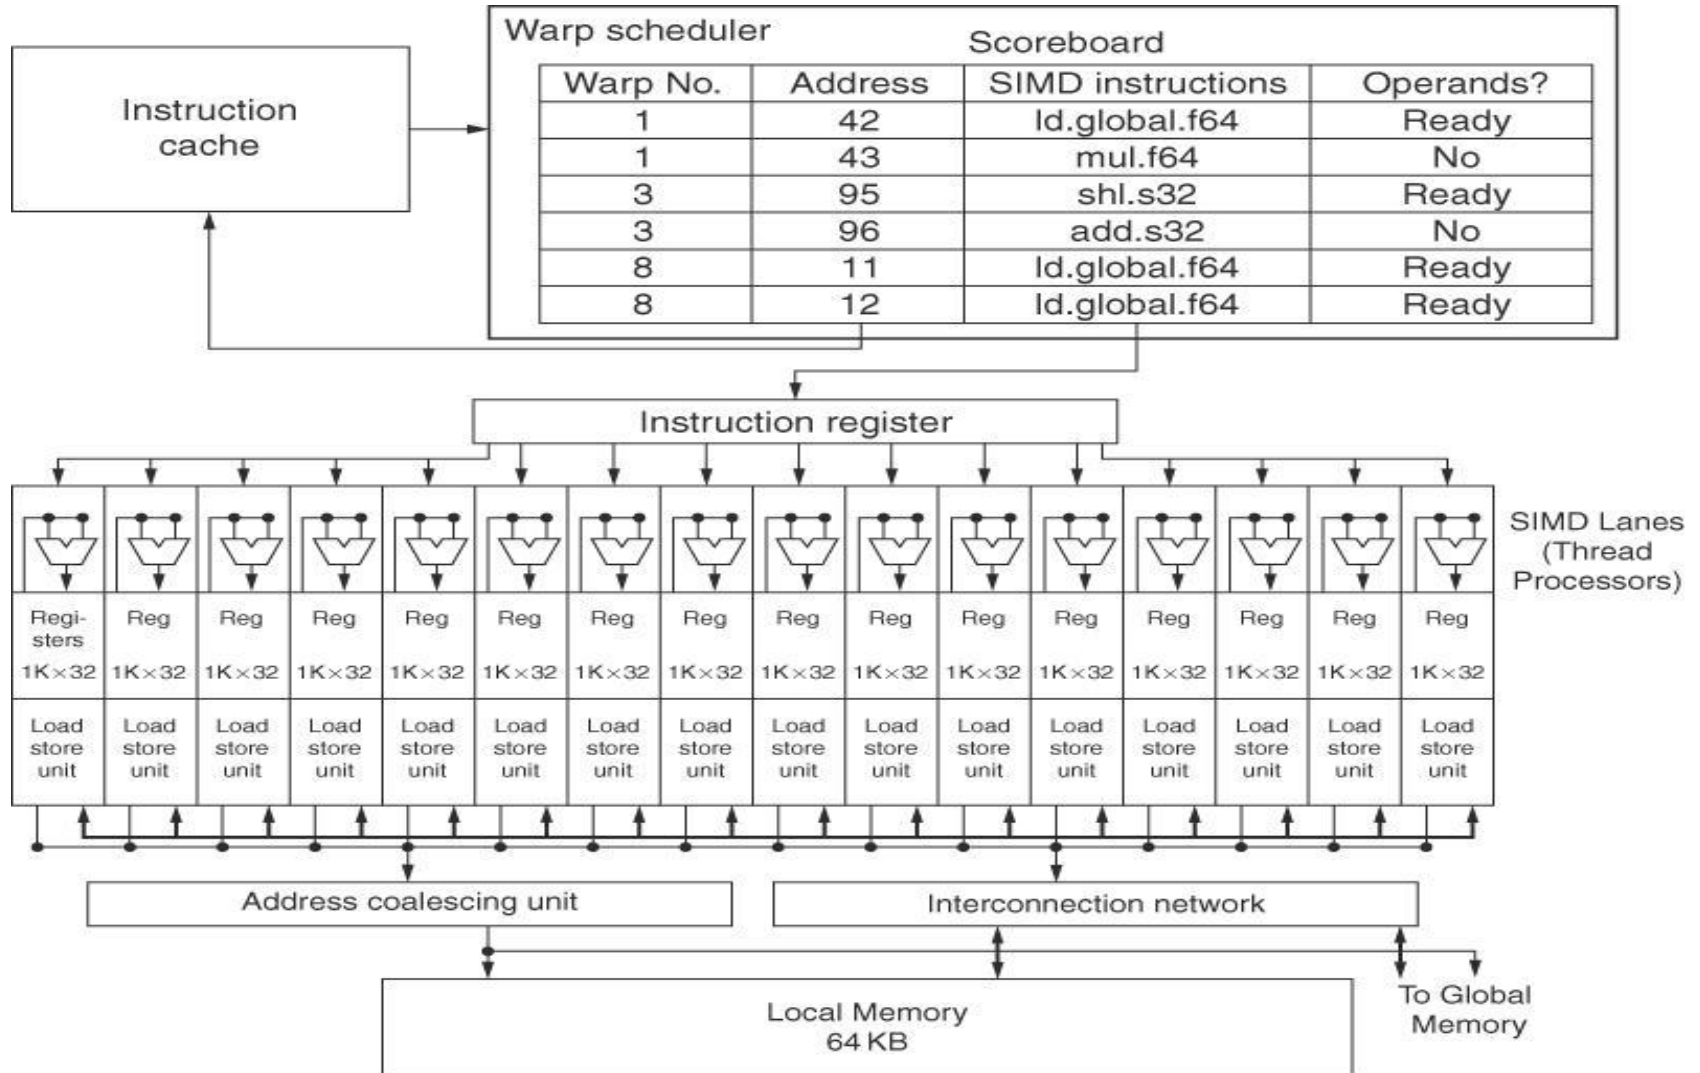 Warp scheduler
Scoreboard
Warp No. Address SIMD instructions Operands?
1 42 ld.global.f64 Ready
1 43 mul.f64 No
3 95 shl.s32 Ready
3 96 add.s32 No
8 11 ld.global.f64 Ready
8 12 ld.global.f64 Ready
Instruction
cache
Instruction register
SIMD Lanes
(Thread
Processors)
Regi- Reg Reg Reg Reg Reg Reg Reg Reg Reg Reg Reg Reg Reg Reg Reg
sters
1K×32 1K×32 1K×32 1K×32 1K×32 1K×32 1K×32 1K×32 1K×32 1K×32 1K×32 1K×32 1K×32 1K×32 1K×32 1K×32
Load Load Load Load Load Load Load Load Load Load Load Load Load Load Load Load
store store store store store store store store store store store store store store store store
unit unit unit unit unit unit unit unit unit unit unit unit unit unit unit unit
Address coalescing unit
Interconnection network
Local Memory
64 KB
To Global
Memory